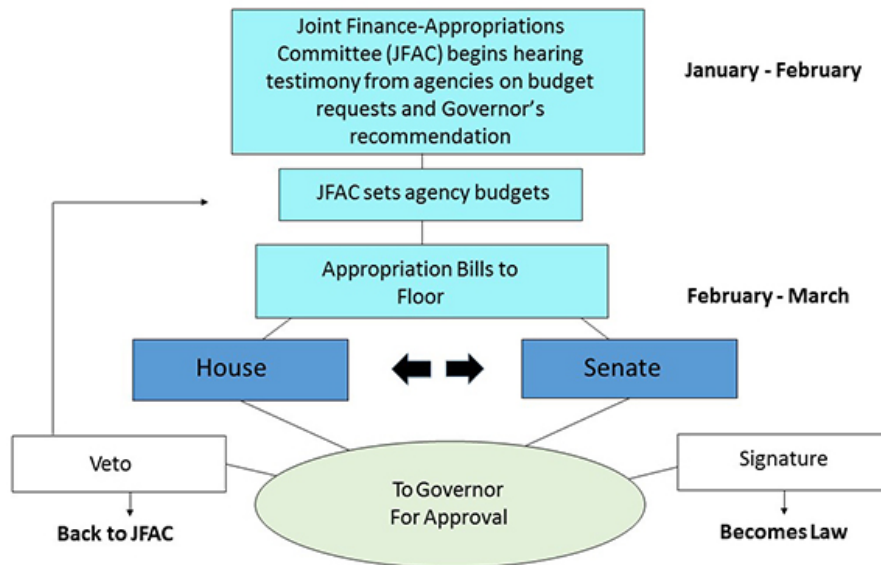 Joint Finance-Appropriations
Committee (JFAC) begins hearing
testimony from agencies on budget
requests and Governor's
recommendation
January - February
JFAC sets agency budgets
Appropriation Bills to
Floor
February - March
House
Senate
Veto
Signature
To Governor
For Approval
Back to JFAC
Becomes Law